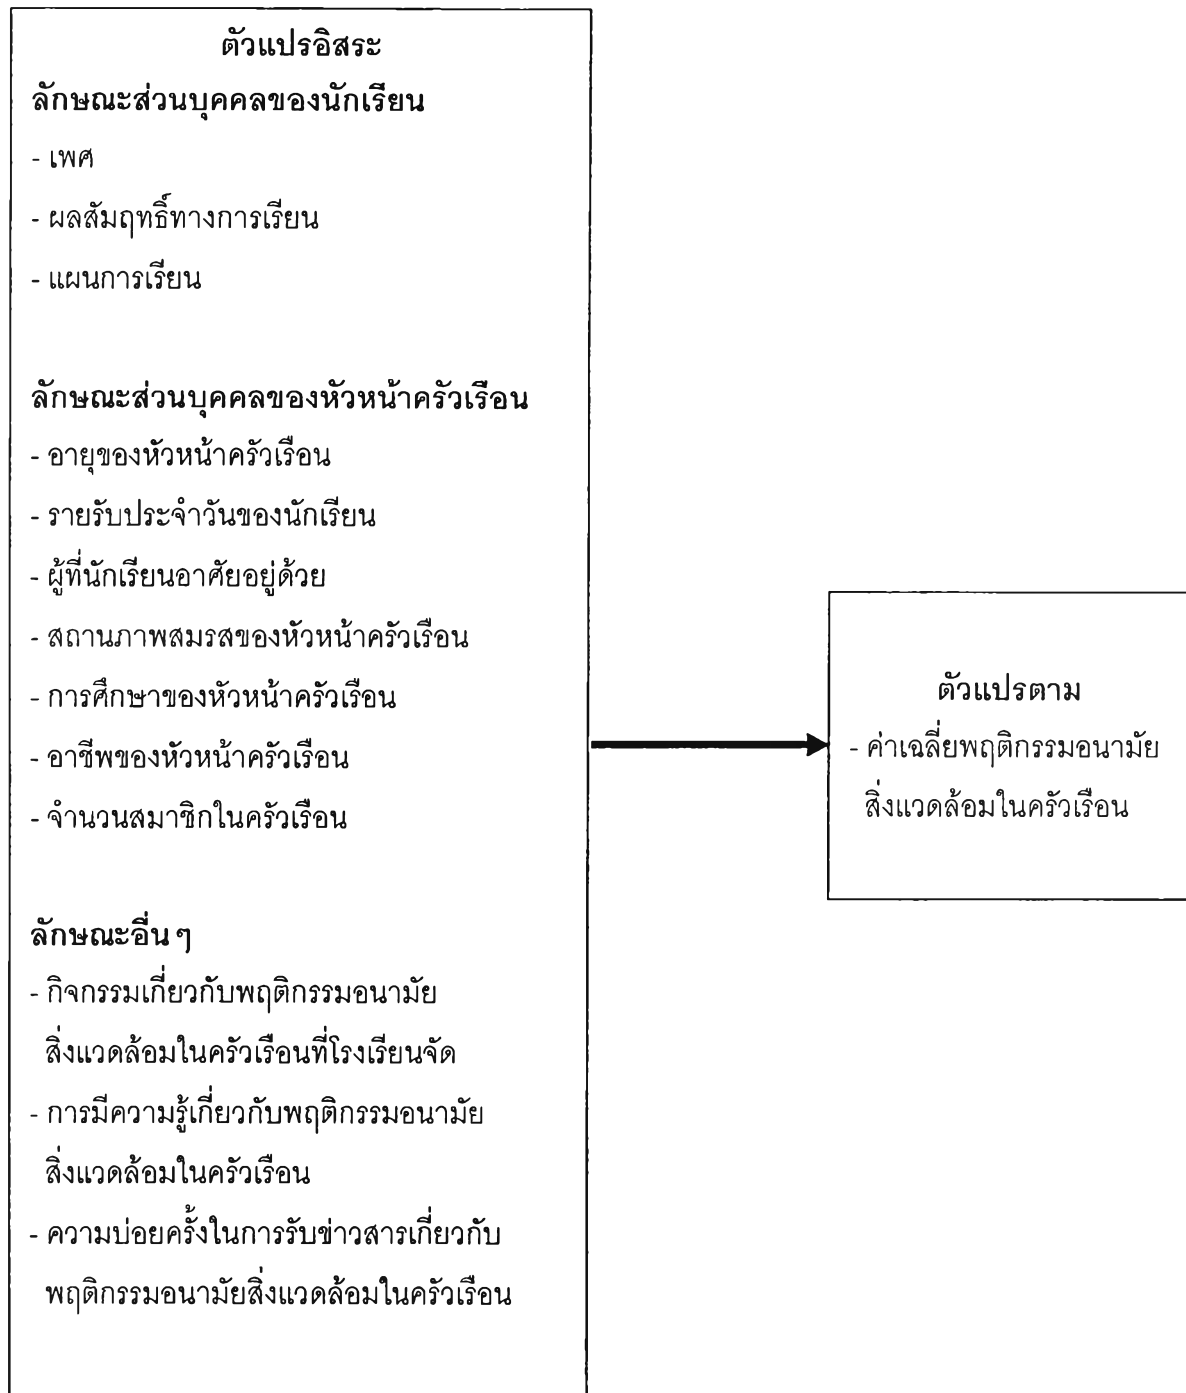 ตัวแปรอิสระ
ลักษณะส่วนบุคคลของนักเรียน
- เพศ
- ผลสัมฤทธิ์ทางการเรียน
- แผนการเรียน
ลักษณะส่วนบุคคลของหัวหน้าครัวเรือน
- อายุของหัวหน้าครัวเรือน
- รายรับประจำวันของนักเรียน
- ผู้ที่นักเรียนอาศัยอยู่ด้วย
- สถานภาพสมรสของหัวหน้าครัวเรือน
- การศึกษาของหัวหน้าครัวเรือน
- อาชีพของหัวหน้าครัวเรือน
- จำนวนสมาชิกในครัวเรือน
ลักษณะอื่น ๆ
- กิจกรรมเกี่ยวกับพฤติกรรมอนามัย
สิ่งแวดล้อมในครัวเรือนที่โรงเรียนจัด
- การมีความรู้เกี่ยวกับพฤติกรรมอนามัย
สิ่งแวดล้อมในครัวเรือน
- ความบ่อยครั้งในการรับข่าวสารเกี่ยวกับ
พฤติกรรมอนามัยสิ่งแวดล้อมในครัวเรือน
ตัวแปรตาม
- ค่าเฉลี่ยพฤติกรรมอนามัย
สิ่งแวดล้อมในครัวเรือน